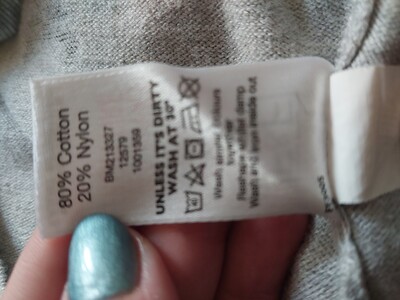 80% Cotton
20% Nylon
BM213327
12579
1001359
UNLESS IT'S DIRTY
WASH AT 30°
Wash similar colours
together
Reshape whilst damp
Wash and iron inside out